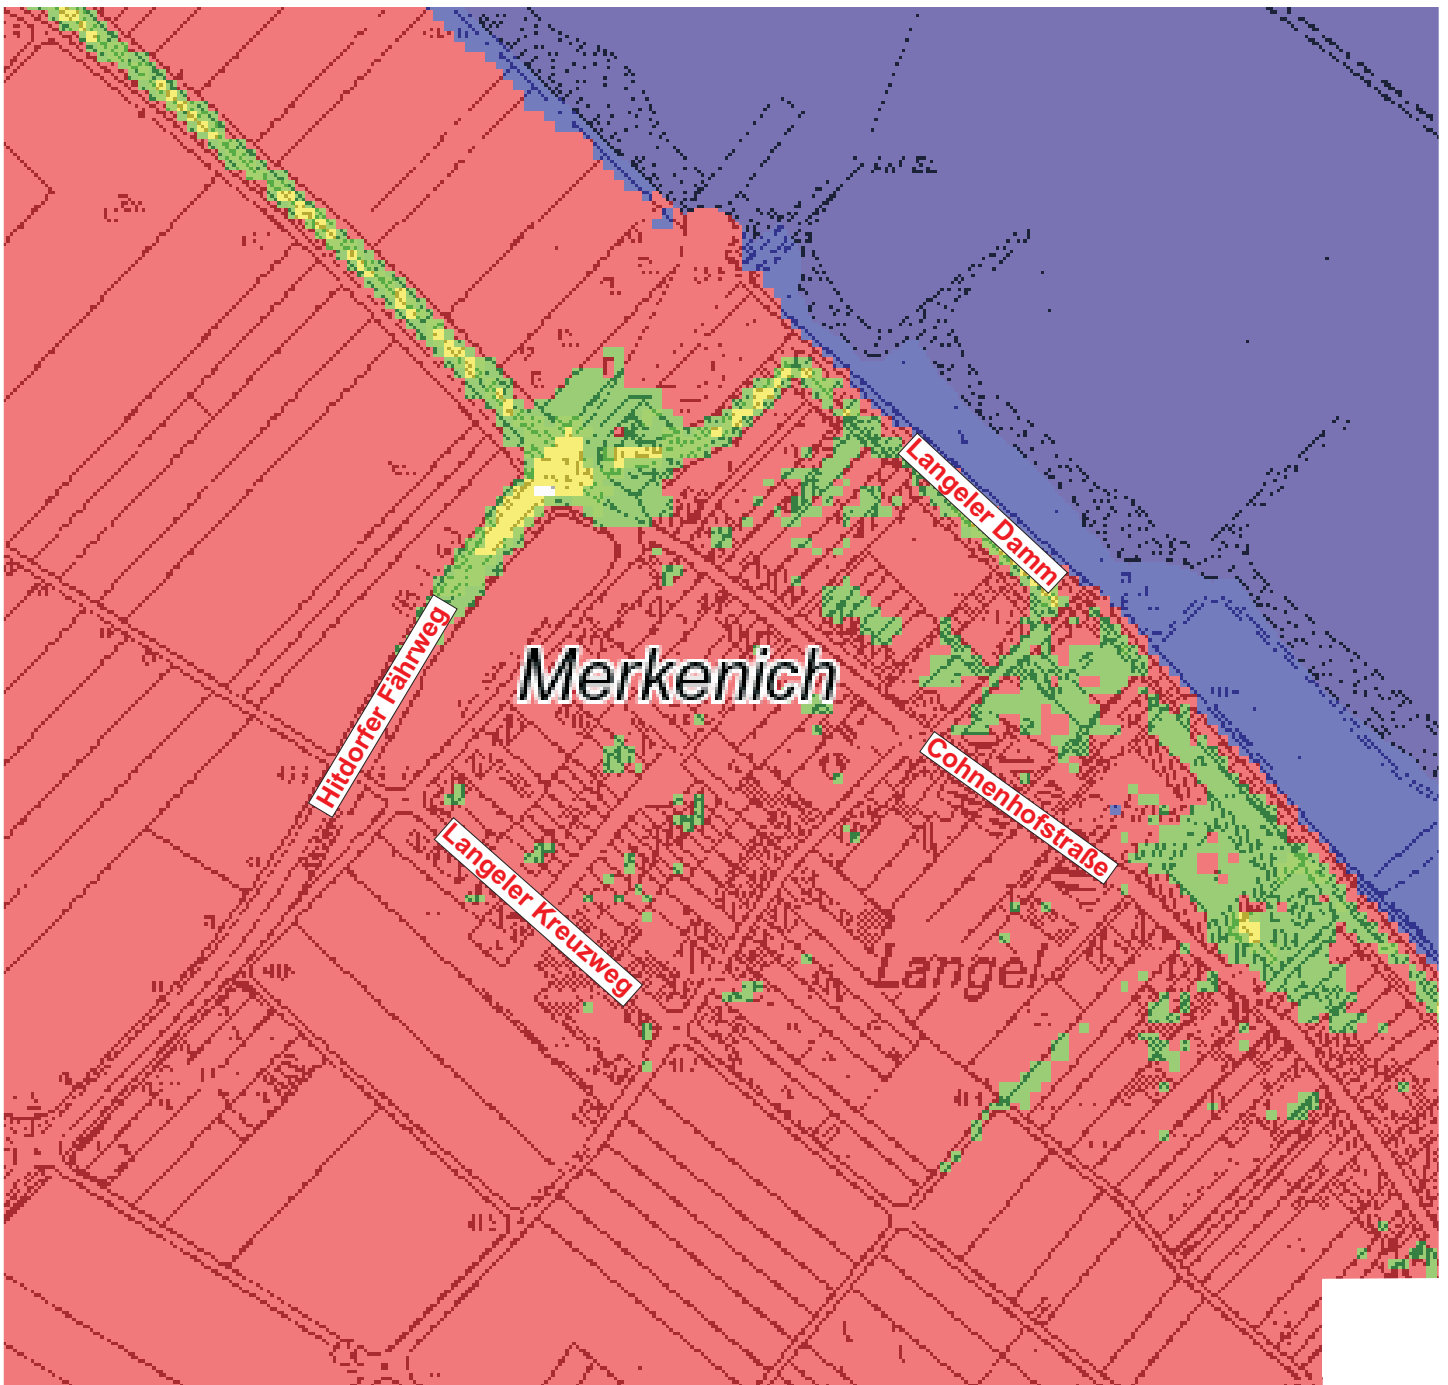 Langeler Damm
Hitdorfer Fährweg
Merkenich
Cohnenhofstraße
Langeler Kreuzweg
Langel